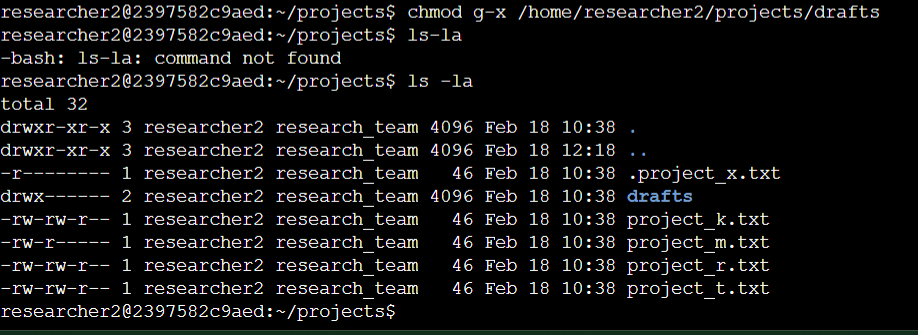 researcher2@2397582c9aed:~/projects$ chmod g-x /home/researcher2/projects/drafts
researcher2@2397582c9aed:~/projects$ ls-la
-bash: ls-la: command not found
researcher2@2397582c9aed:~/projects$ ls -la
total 32
drwxr-xr-x 3 researcher2 research_team 4096 Feb 18 10:38 .
drwxr-xr-x 3 researcher2 research_team 4096 Feb 18 12:18 ..
-r-------- 1 researcher2 research_team   46 Feb 18 10:38 .project_x.txt
drwx------ 2 researcher2 research_team 4096 Feb 18 10:38 drafts
-rw-rw-r-- 1 researcher2 research_team   46 Feb 18 10:38 project_k.txt
-rw-r----- 1 researcher2 research_team   46 Feb 18 10:38 project_m.txt
-rw-rw-r-- 1 researcher2 research_team   46 Feb 18 10:38 project_r.txt
-rw-rw-r-- 1 researcher2 research_team   46 Feb 18 10:38 project_t.txt
researcher2@2397582c9aed:~/projects$